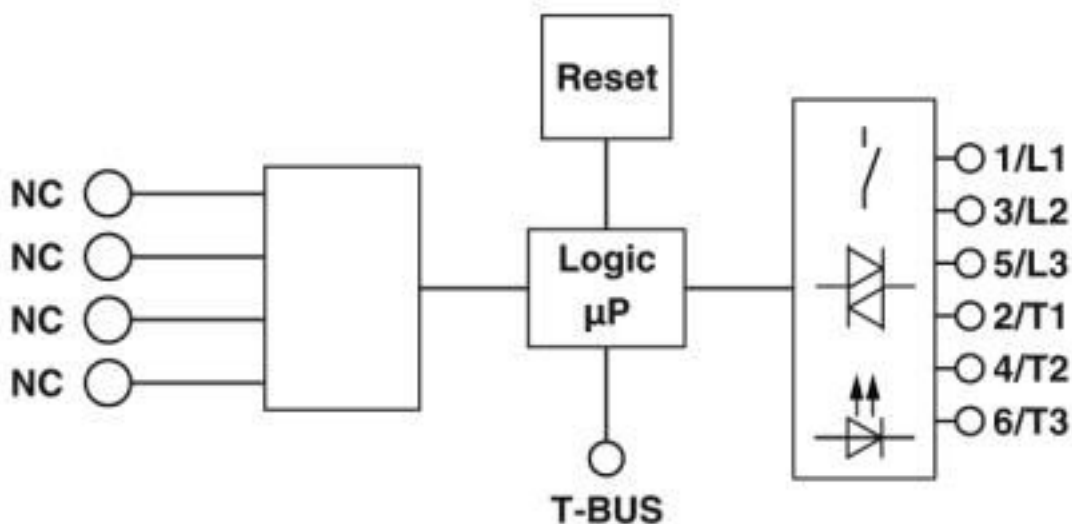 Reset
NC
NC
NC
NC
Logic
µP
T-BUS
1/L1
3/L2
5/L3
2/T1
4/T2
6/T3